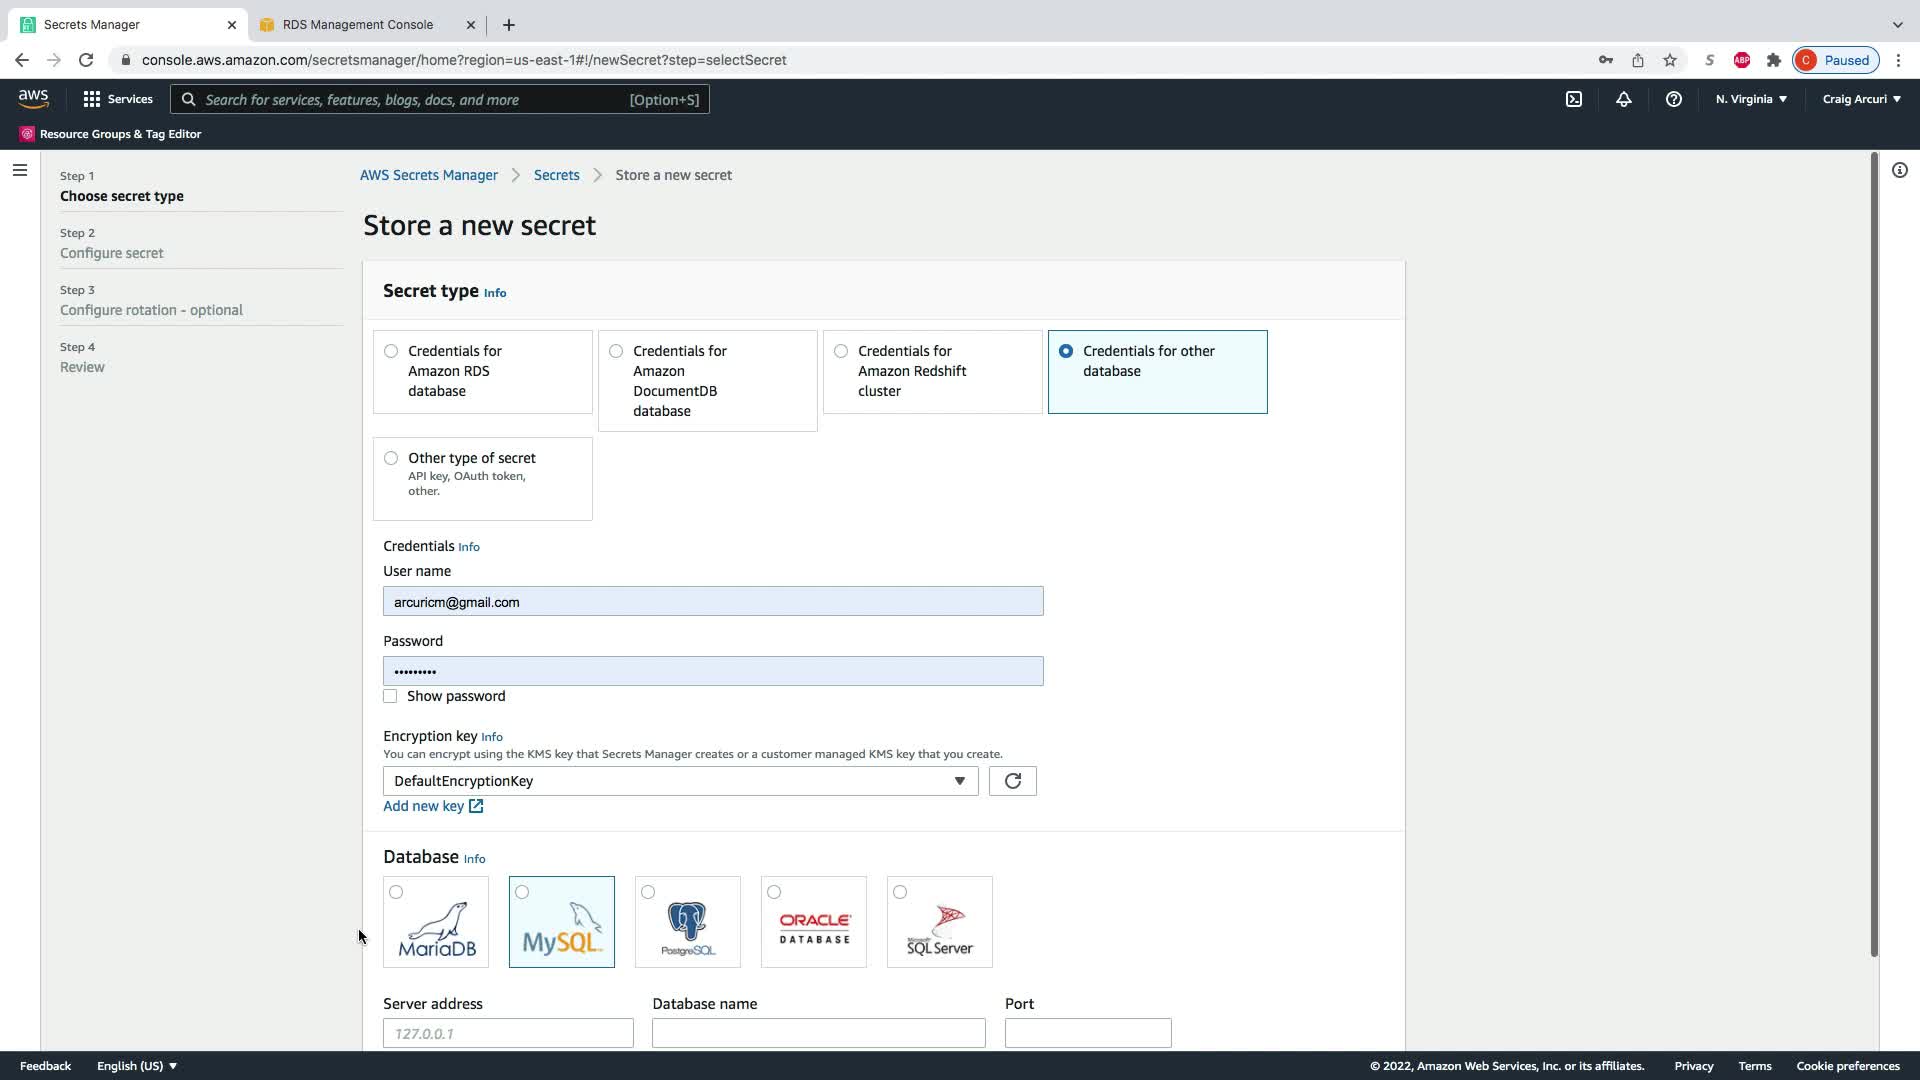 Secrets Manager
RDS Management Console
console.aws.amazon.com/secretsmanager/home?region=us-east-1#!/newSecret?step=selectSecret
S
ABP
C
Paused
aws
Services
Search for services, features, blogs, docs, and more
[Option+S]
N. Virginia
Craig Arcuri
Resource Groups & Tag Editor
Step 1
Choose secret type
Step 2
Configure secret
Step 3
Configure rotation - optional
Step 4
Review
AWS Secrets Manager
Secrets
Store a new secret
Store a new secret
Secret type Info
Credentials for
Amazon RDS
database
Credentials for
Amazon
DocumentDB
database
Credentials for
Amazon Redshift
cluster
Credentials for other
database
Other type of secret
API key, OAuth token,
other.
Credentials Info
User name
arcuricm@gmail.com
Password
•••••••••
Show password
Encryption key Info
You can encrypt using the KMS key that Secrets Manager creates or a customer managed KMS key that you create.
DefaultEncryptionKey
Add new key
Database Info
MariaDB
MySQL
PostgreSQL
ORACLE
DATABASE
Microsoft
SQL Server
Server address
Database name
Port
127.0.0.1
Feedback
English (US)
© 2022, Amazon Web Services, Inc. or its affiliates.
Privacy
Terms
Cookie preferences